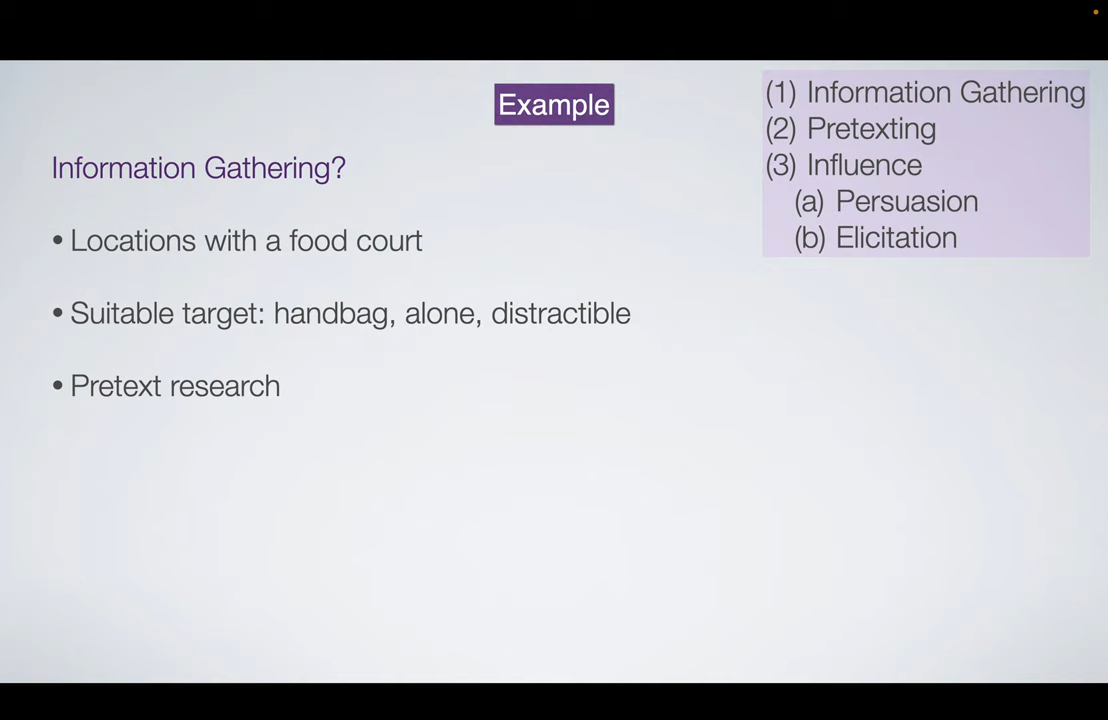 Example
(1) Information Gathering
(2) Pretexting
(3) Influence
(a) Persuasion
(b) Elicitation
Information Gathering?
• Locations with a food court
• Suitable target: handbag, alone, distractible
• Pretext research